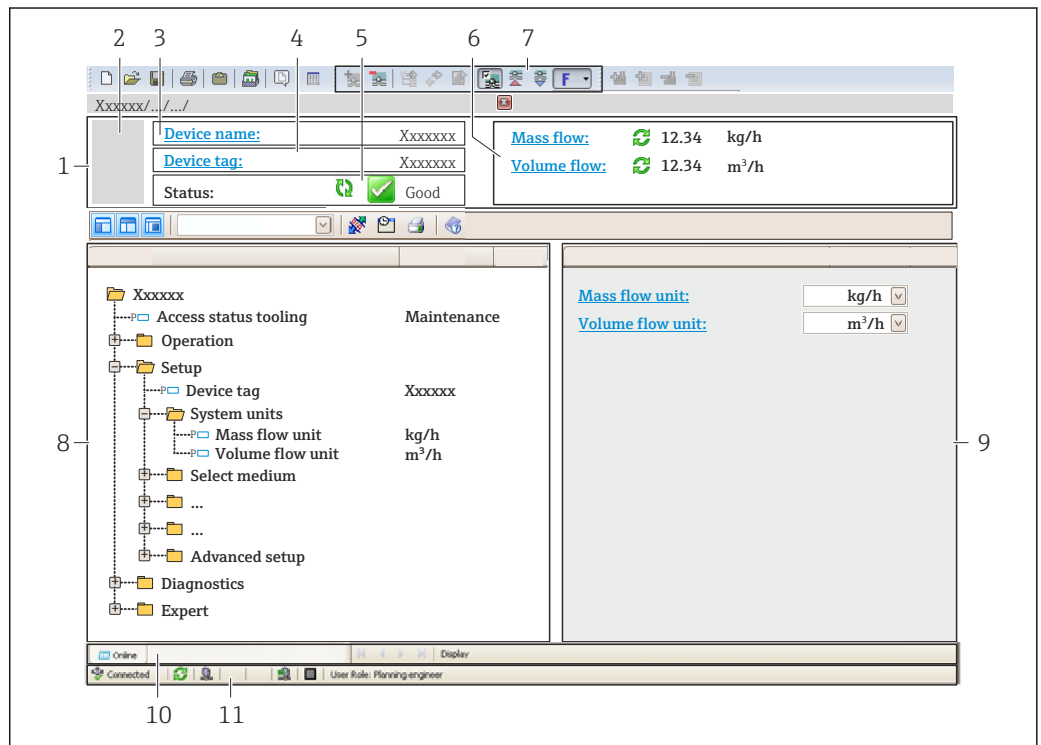 2 3 4 5 6 7
F
Xxxxxx/.../.../
1
Device name: Xxxxxxx
Device tag: Xxxxxxx
Status: Good
Mass flow: 12.34 kg/h
Volume flow: 12.34 m³/h
Xxxxxx
P Access status tooling Maintenance
Operation
Setup
P Device tag Xxxxxx
System units
P Mass flow unit kg/h
P Volume flow unit m³/h
Select medium
...
...
Advanced setup
Diagnostics
Expert
8
Mass flow unit: kg/h
Volume flow unit: m³/h
9
Online Display
Connected User Role: Planning engineer
10 11